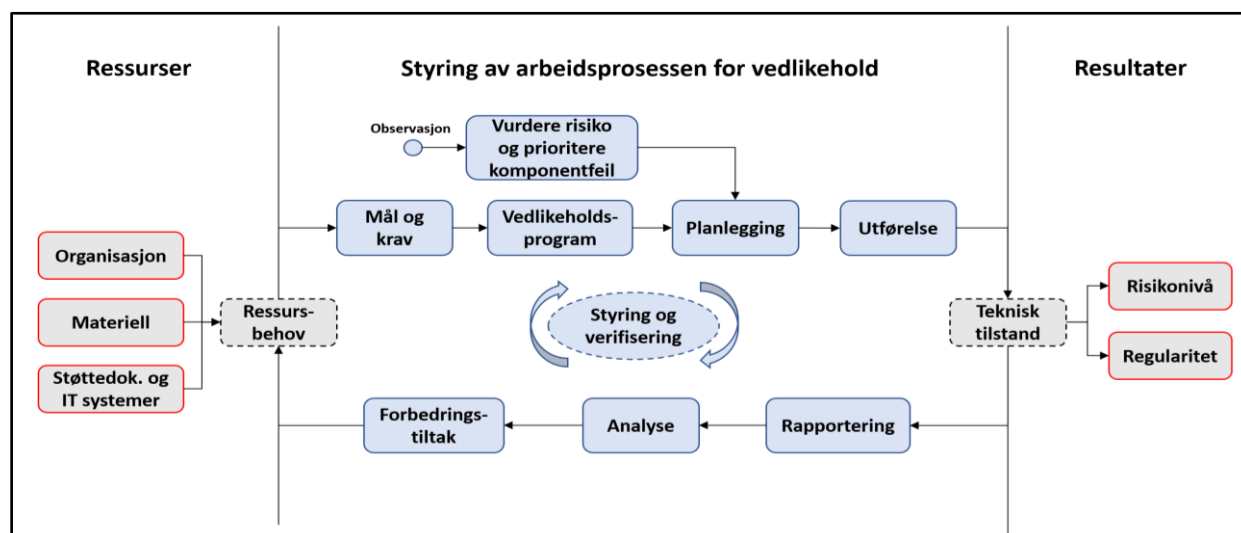 Ressurser
Styring av arbeidsprosessen for vedlikehold
Resultater
Observasjon
Vurdere risiko
og prioritere
komponentfeil
Mål og
krav
Vedlikeholds-
program
Planlegging
Utførelse
Organisasjon
Materiell
Støttedok. og
IT systemer
Ressurs-
behov
Styring og
verifisering
Teknisk
tilstand
Risikonivå
Regularitet
Forbedrings-
tiltak
Analyse
Rapportering